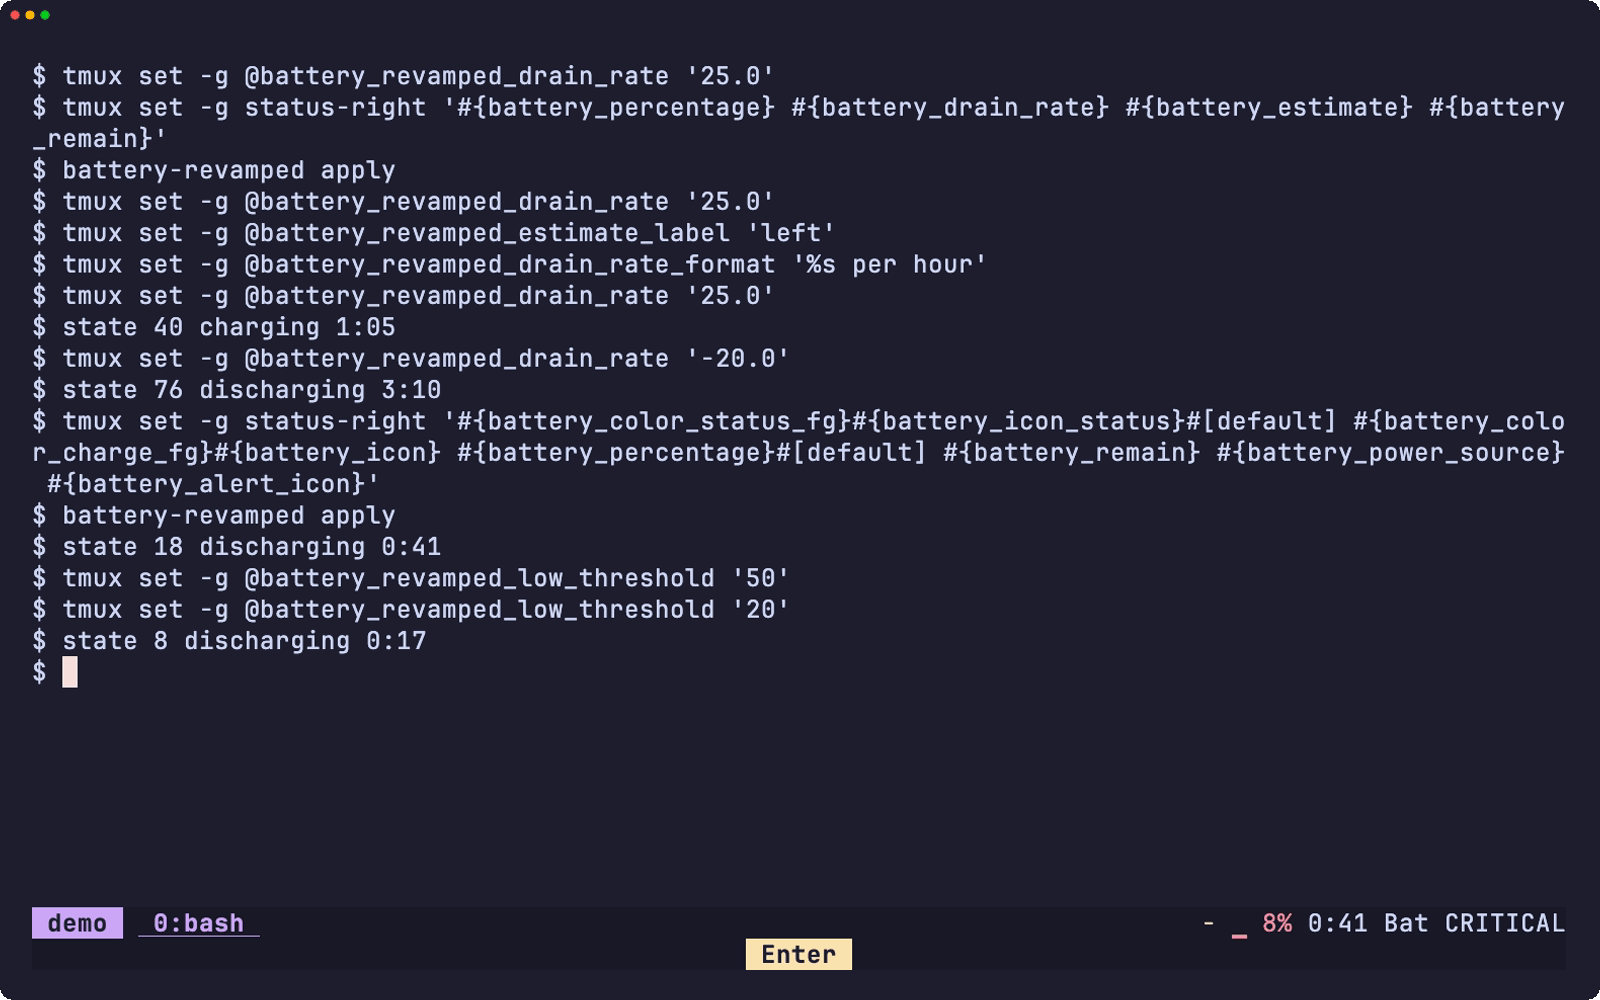 $ tmux set -g @battery_revamped_drain_rate '25.0'
$ tmux set -g status-right '#{battery_percentage} #{battery_drain_rate} #{battery_estimate} #{battery
_remain}'
$ battery-revamped apply
$ tmux set -g @battery_revamped_drain_rate '25.0'
$ tmux set -g @battery_revamped_estimate_label 'left'
$ tmux set -g @battery_revamped_drain_rate_format '%s per hour'
$ tmux set -g @battery_revamped_drain_rate '25.0'
$ state 40 charging 1:05
$ tmux set -g @battery_revamped_drain_rate '-20.0'
$ state 76 discharging 3:10
$ tmux set -g status-right '#{battery_color_status_fg}#{battery_icon_status}#[default] #{battery_colo
r_charge_fg}#{battery_icon} #{battery_percentage}#[default] #{battery_remain} #{battery_power_source}
 #{battery_alert_icon}'
$ battery-revamped apply
$ state 18 discharging 0:41
$ tmux set -g @battery_revamped_low_threshold '50'
$ tmux set -g @battery_revamped_low_threshold '20'
$ state 8 discharging 0:17
$
demo 0:bash - ▁ 8% 0:41 Bat CRITICAL
Enter